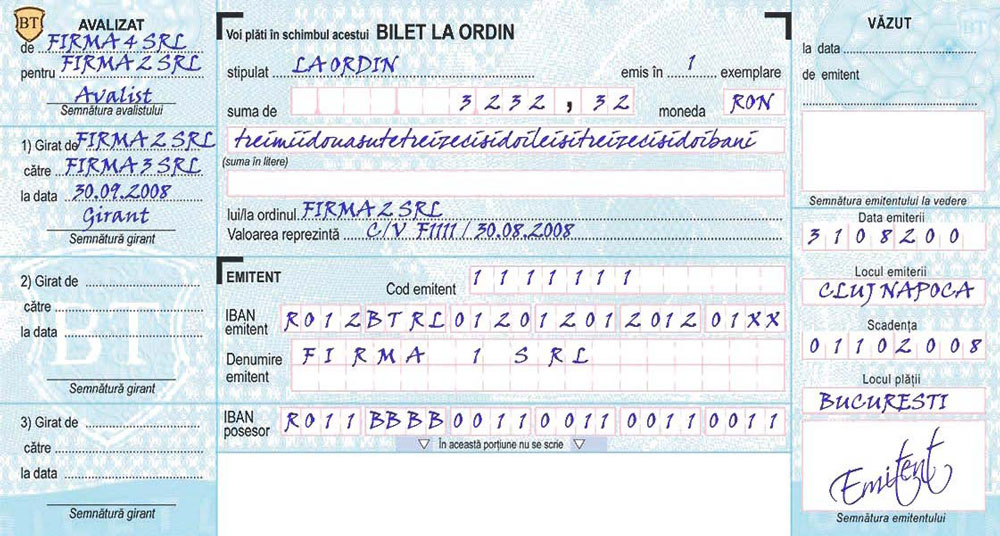 BT
AVALIZAT
de FIRMA 4 SRL
pentru FIRMA 2 SRL
Avalist
Semnătura avalistului
1) Girat de FIRMA 2 SRL
către FIRMA 3 SRL
la data 30.09.2008
Girant
Semnătură girant
2) Girat de
către
la data
BT
Semnătură girant
3) Girat de
către
la data
Semnătură girant
Voi plăti în schimbul acestui BILET LA ORDIN
stipulat LA ORDIN emis în 1 exemplare
suma de 3232,32 moneda RON
treimiidouasutetreizecisidoileisitreizecisidoibani
(suma în litere)
lui/la ordinul FIRMA 2 SRL
Valoarea reprezintă C/V F1111 / 30.08.2008
EMITENT
Cod emitent 1111111
IBAN emitent RO12BTRL01201201201201XX
Denumire emitent FIRMA 1 SRL
IBAN posesor RO11BBBB0011001100110011
În această porţiune nu se scrie
VĂZUT
BT
la data
de emitent
Semnătura emitentului la vedere
Data emiterii
3108200
Locul emiterii
CLUJ NAPOCA
Scadenţa
01102008
Locul plăţii
BUCURESTI
Emitent
Semnătura emitentului